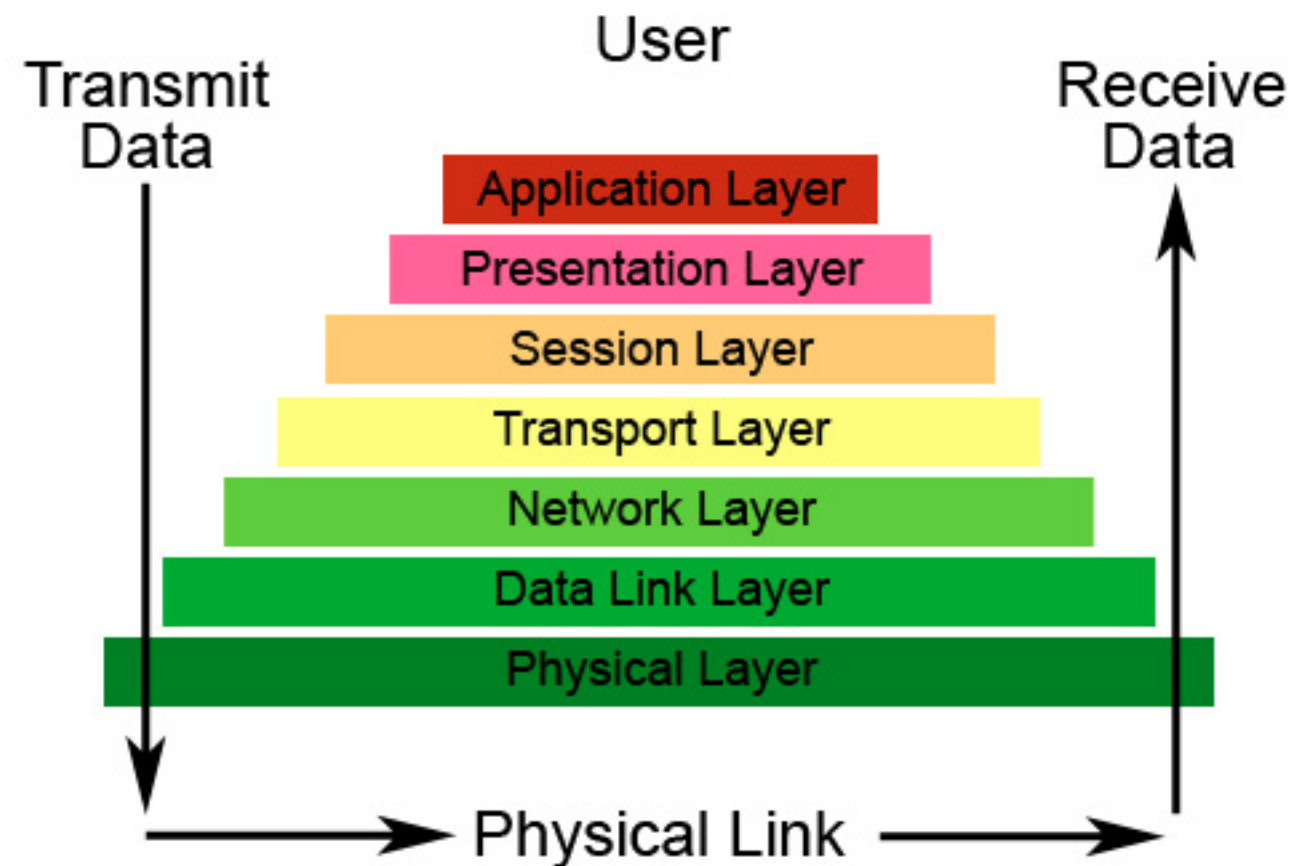 User
Transmit
Data
Receive
Data
Application Layer
Presentation Layer
Session Layer
Transport Layer
Network Layer
Data Link Layer
Physical Layer
Physical Link